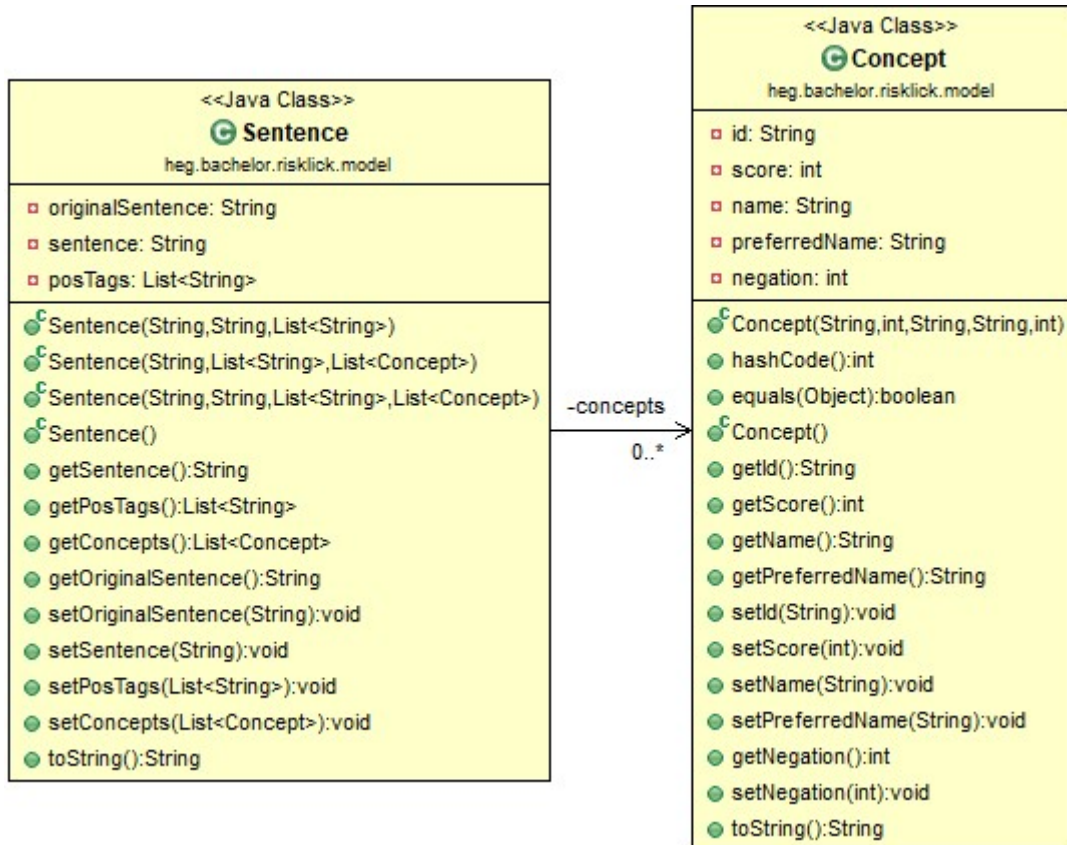 <<Java Class>>
Sentence
heg.bachelor.risklick.model
originalSentence: String
sentence: String
posTags: List<String>
Sentence(String,String,List<String>)
Sentence(String,List<String>,List<Concept>)
Sentence(String,String,List<String>,List<Concept>)
Sentence()
getSentence():String
getPosTags():List<String>
getConcepts():List<Concept>
getOriginalSentence():String
setOriginalSentence(String):void
setSentence(String):void
setPosTags(List<String>):void
setConcepts(List<Concept>):void
toString():String
-concepts
0..*
<<Java Class>>
Concept
heg.bachelor.risklick.model
id: String
score: int
name: String
preferredName: String
negation: int
Concept(String,int,String,String,int)
hashCode():int
equals(Object):boolean
Concept()
getId():String
getScore():int
getName():String
getPreferredName():String
setId(String):void
setScore(int):void
setName(String):void
setPreferredName(String):void
getNegation():int
setNegation(int):void
toString():String